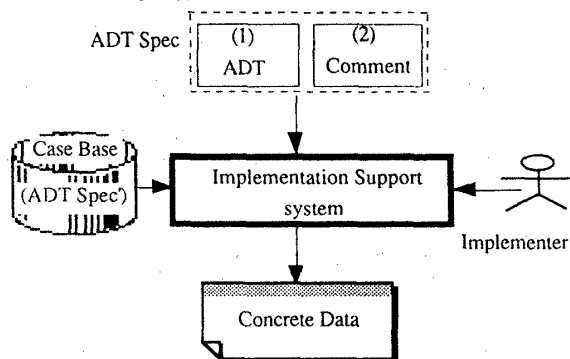 ADT Spec
(1)
ADT
(2)
Comment
Case Base
(ADT Spec')
Implementation Support
system
Implementer
Concrete Data